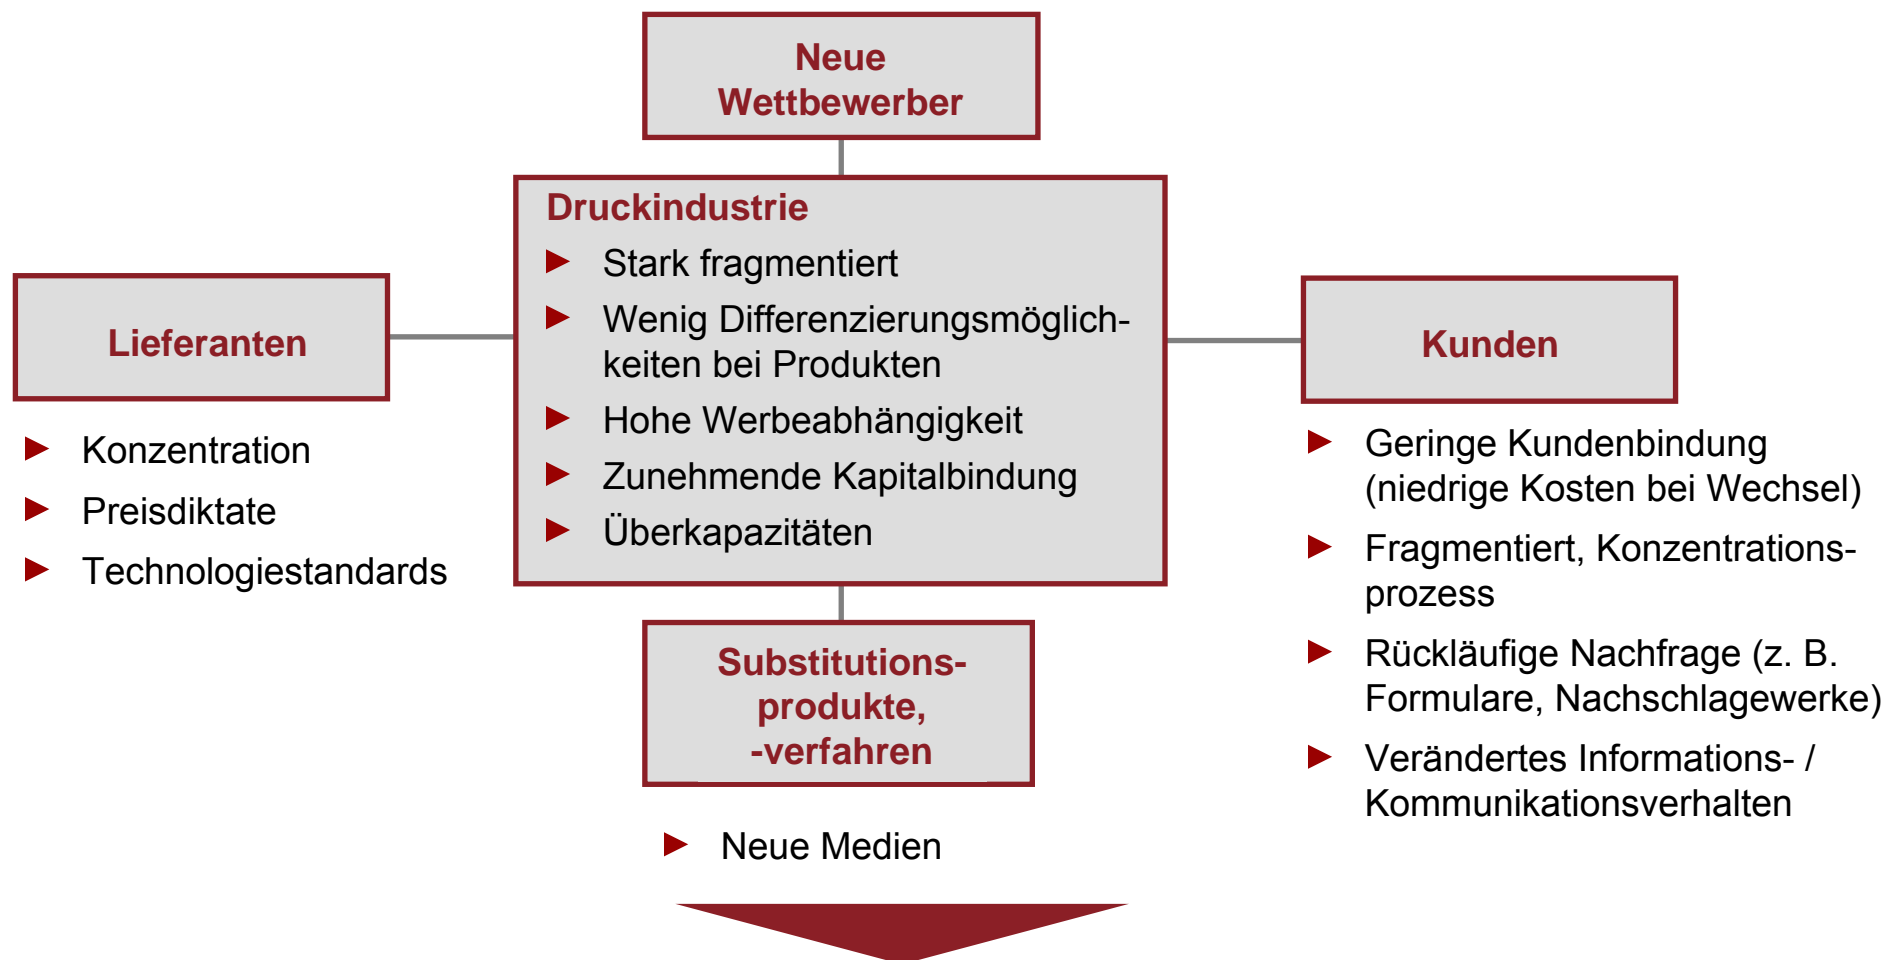 Neue
Wettbewerber
Druckindustrie
Stark fragmentiert
Wenig Differenzierungsmöglich-
keiten bei Produkten
Hohe Werbeabhängigkeit
Zunehmende Kapitalbindung
Überkapazitäten
Lieferanten
Konzentration
Preisdiktate
Technologiestandards
Kunden
Geringe Kundenbindung
(niedrige Kosten bei Wechsel)
Fragmentiert, Konzentrations-
prozess
Rückläufige Nachfrage (z. B.
Formulare, Nachschlagewerke)
Verändertes Informations- /
Kommunikationsverhalten
Substitutions-
produkte,
-verfahren
Neue Medien